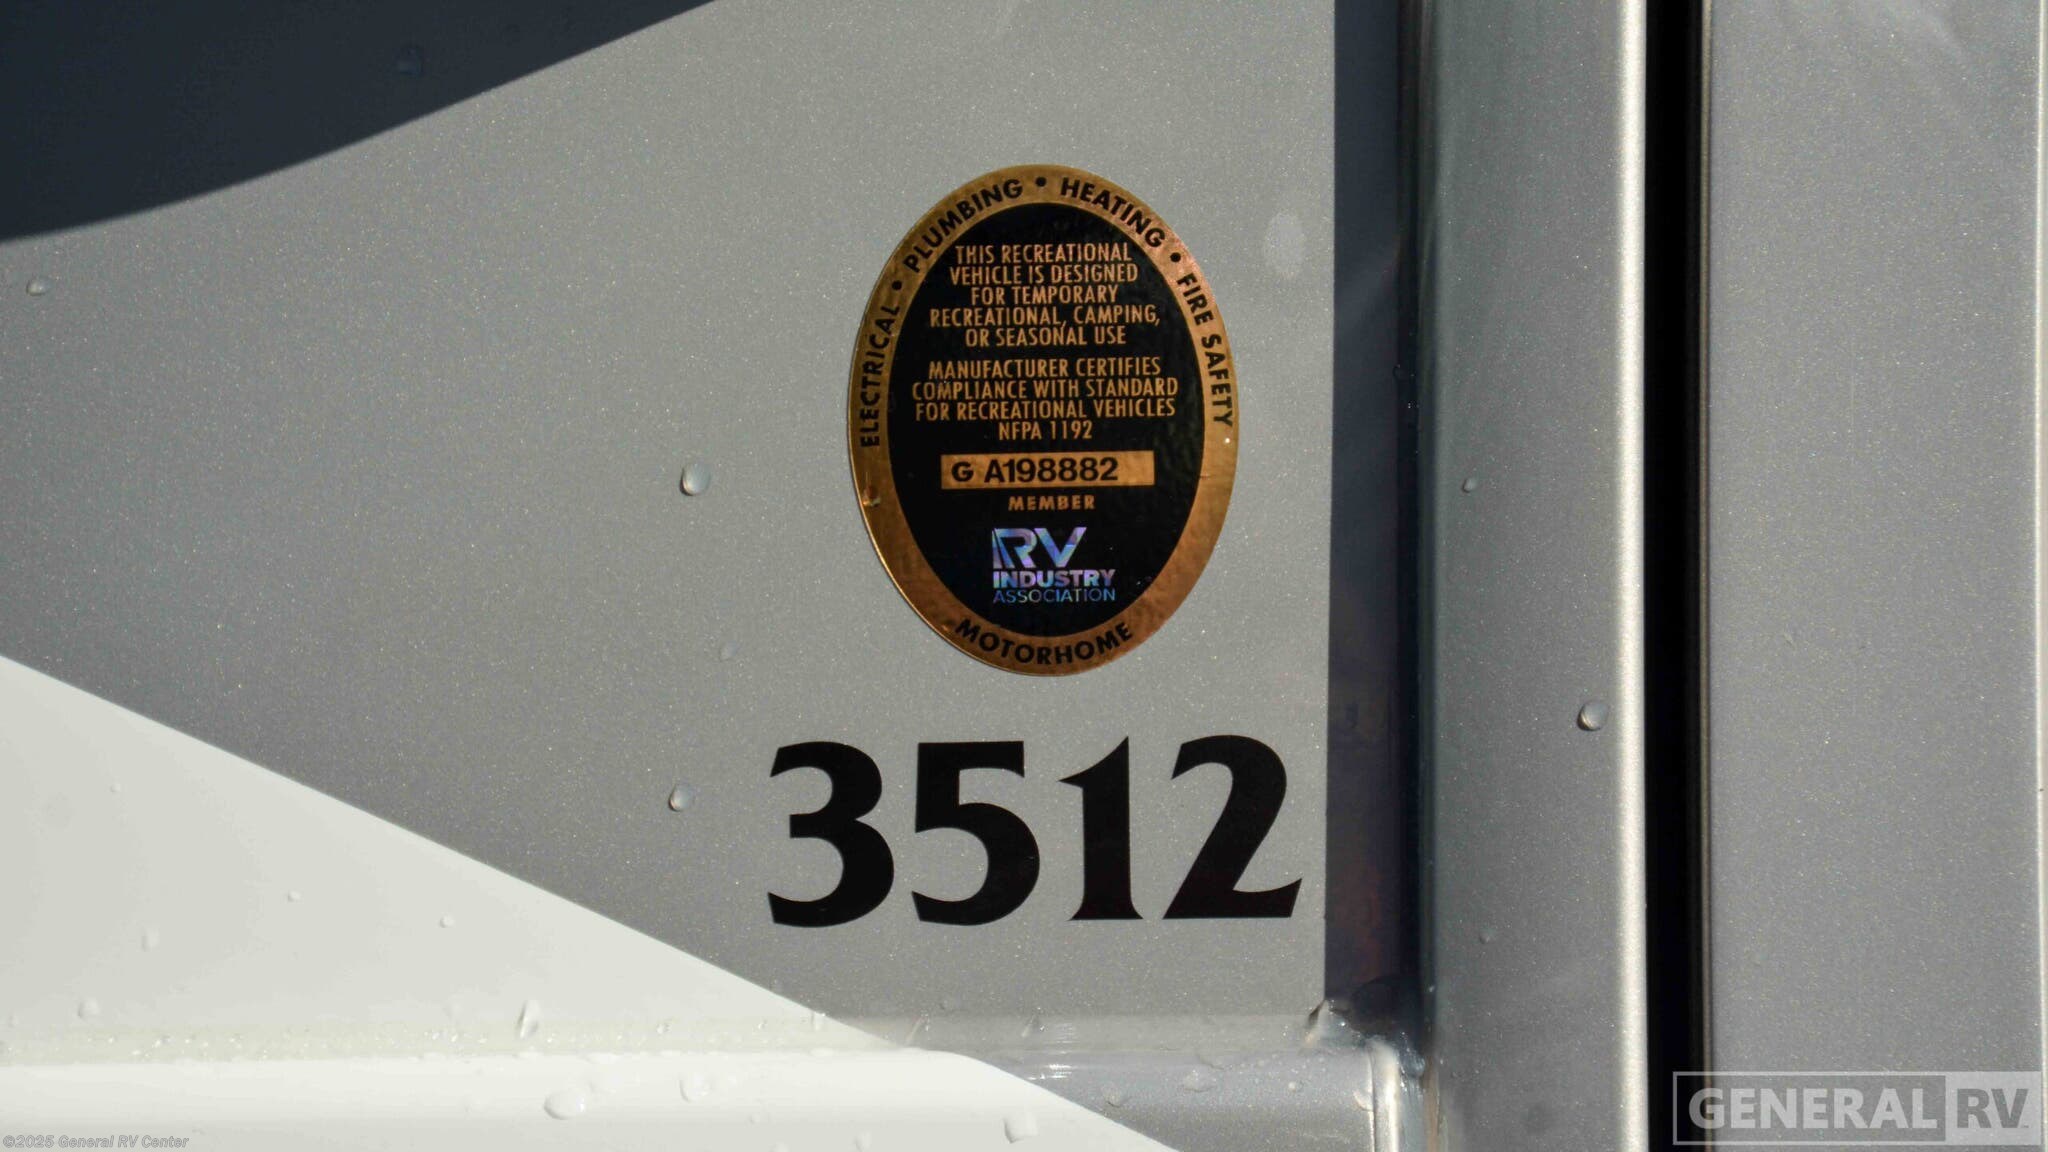 ELECTRICAL • PLUMBING • HEATING • FIRE SAFETY
THIS RECREATIONAL
VEHICLE IS DESIGNED
FOR TEMPORARY
RECREATIONAL, CAMPING,
OR SEASONAL USE
MANUFACTURER CERTIFIES
COMPLIANCE WITH STANDARD
FOR RECREATIONAL VEHICLES
NFPA 1192
G A198882
MEMBER
RV
INDUSTRY
ASSOCIATION
MOTORHOME
3512
GENERAL RV
©2025 General RV Center